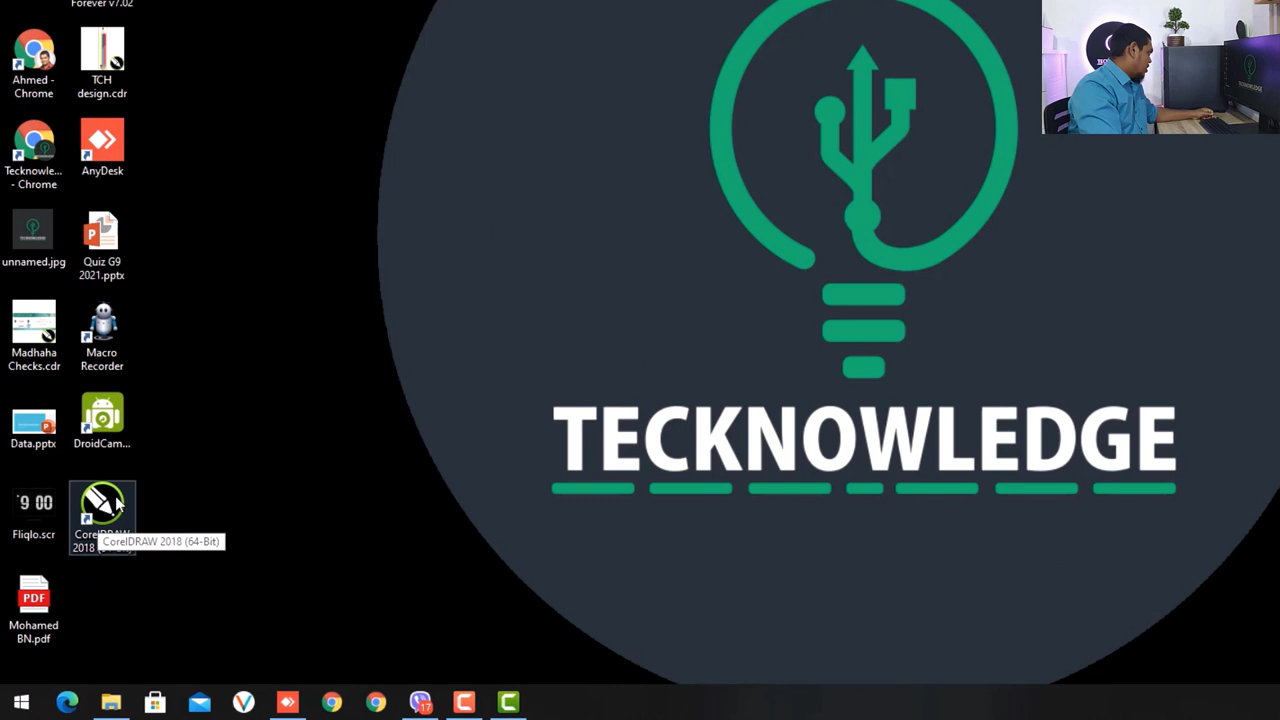 Forever v7.02
Ahmed -
Chrome
TCH
design.cdr
Tecknowle...
- Chrome
AnyDesk
unnamed.jpg
Quiz G9
2021.pptx
Madhaha
Checks.cdr
Macro
Recorder
Data.pptx
DroidCam...
9 00
Fliqlo.scr
CorelDRAW
2018
CorelDRAW 2018 (64-Bit)
PDF
Mohamed
BN.pdf
TECKNOWLEDGE
17